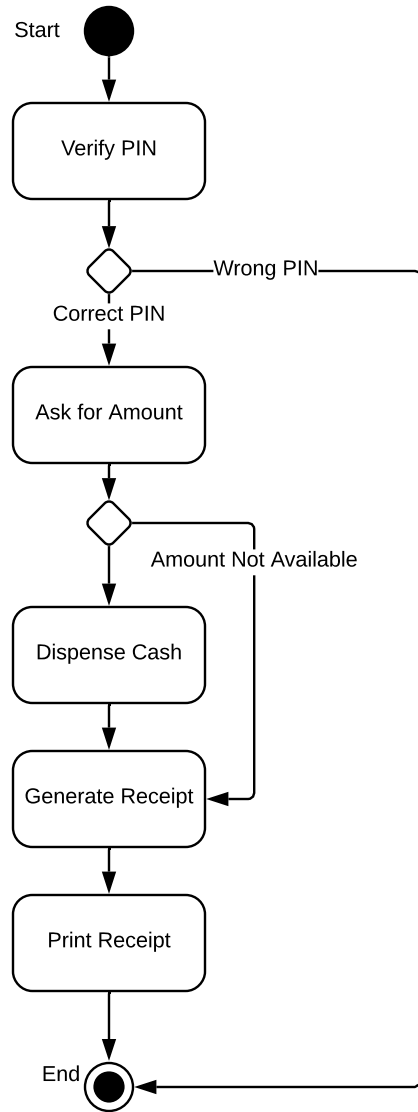 Start
Verify PIN
Wrong PIN
Correct PIN
Ask for Amount
Amount Not Available
Dispense Cash
Generate Receipt
Print Receipt
End